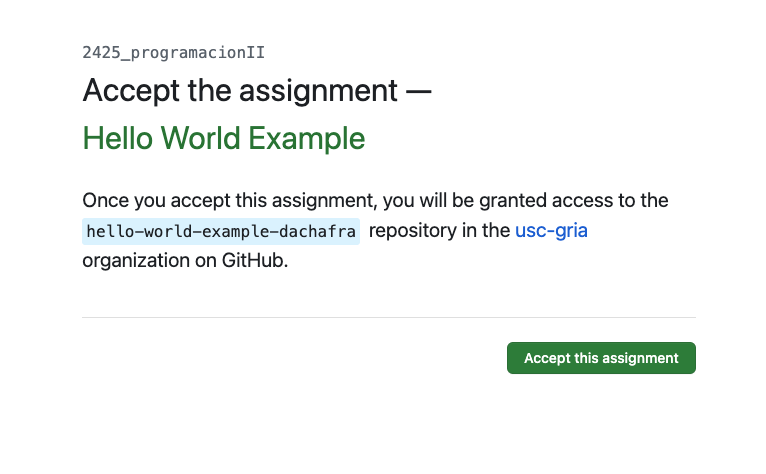 2425_programacionII
Accept the assignment —
Hello World Example
Once you accept this assignment, you will be granted access to the
hello-world-example-dachafra repository in the usc-gria
organization on GitHub.
Accept this assignment